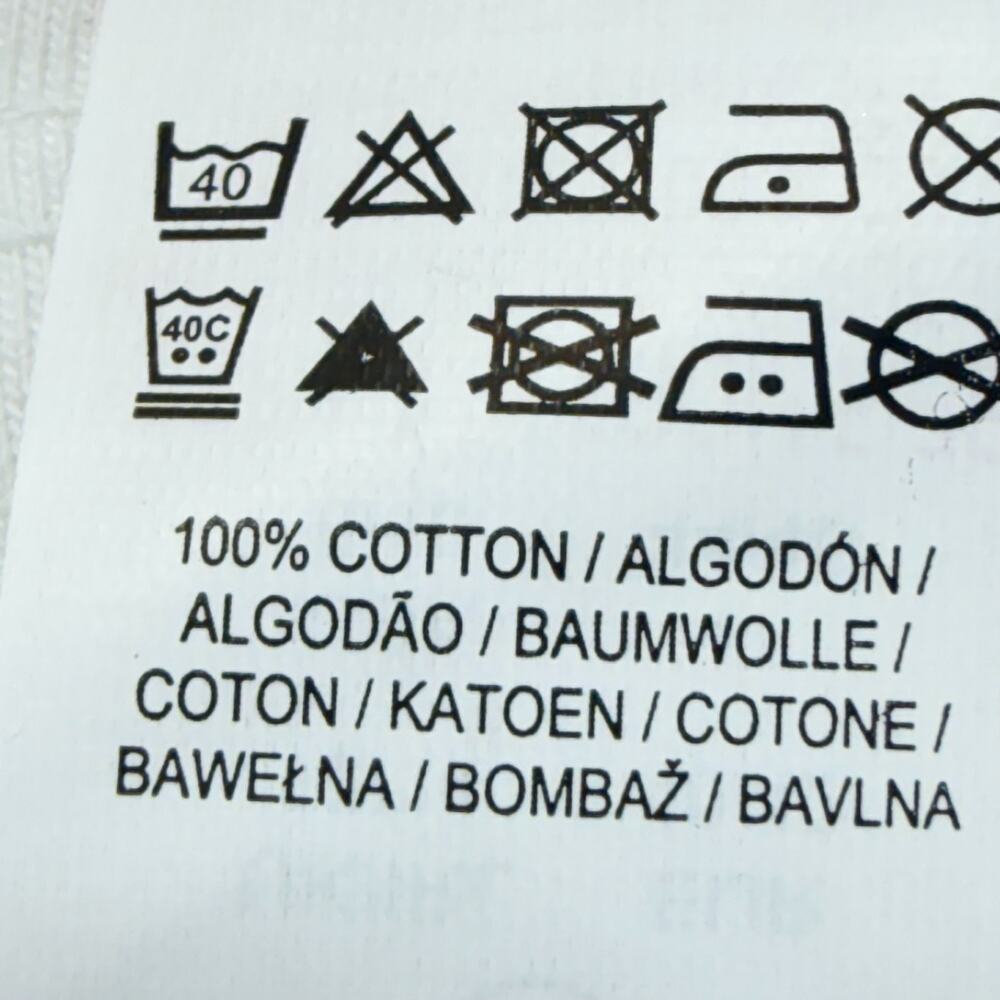 40
40C
100% COTTON / ALGODÓN /
ALGODÃO / BAUMWOLLE /
COTON / KATOEN / COTONE /
BAWEŁNA / BOMBAŽ / BAVLNA